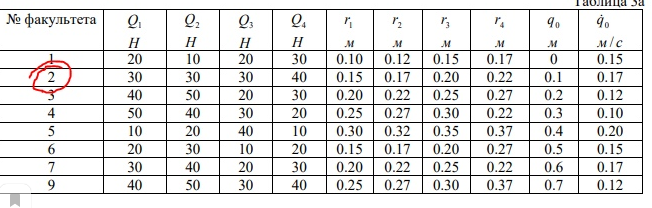 Таблица 3а
№ факультета Q₁ Q₂ Q₃ Q₄ r₁ r₂ r₃ r₄ q₀ q̇₀
Н Н Н Н м м м м м м/с
1 20 10 20 30 0.10 0.12 0.15 0.17 0 0.15
2 30 30 30 40 0.15 0.17 0.20 0.22 0.1 0.17
3 40 50 20 30 0.20 0.22 0.25 0.27 0.2 0.12
4 50 40 30 20 0.25 0.27 0.30 0.22 0.3 0.10
5 10 20 40 10 0.30 0.32 0.35 0.37 0.4 0.20
6 20 30 10 20 0.15 0.17 0.20 0.27 0.5 0.15
7 30 40 20 30 0.20 0.22 0.25 0.22 0.6 0.17
9 40 50 30 40 0.25 0.27 0.30 0.37 0.7 0.12